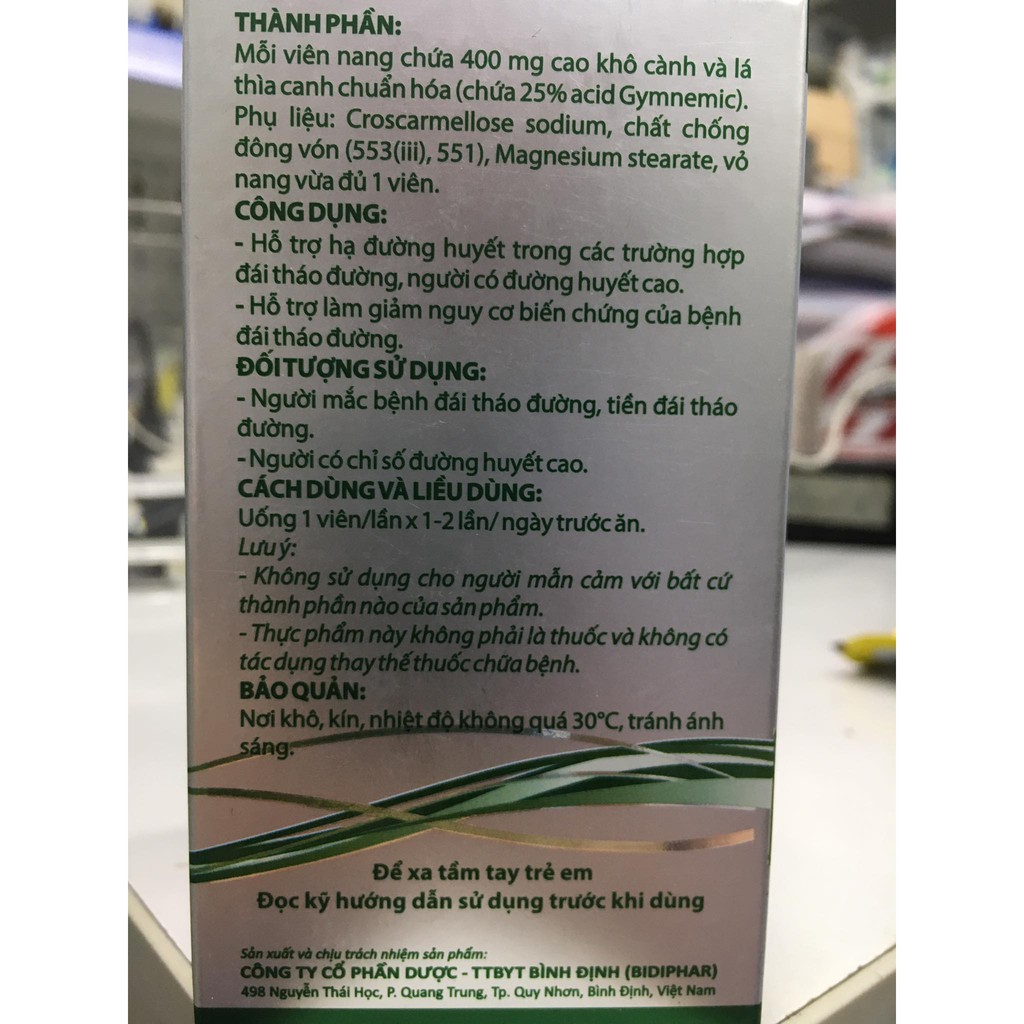 THÀNH PHẦN:
Mỗi viên nang chứa 400 mg cao khô cành và lá
thìa canh chuẩn hóa (chứa 25% acid Gymnemic).
Phụ liệu: Croscarmellose sodium, chất chống
đông vón (553(iii), 551), Magnesium stearate, vỏ
nang vừa đủ 1 viên.
CÔNG DỤNG:
- Hỗ trợ hạ đường huyết trong các trường hợp
đái tháo đường, người có đường huyết cao.
- Hỗ trợ làm giảm nguy cơ biến chứng của bệnh
đái tháo đường.
ĐỐI TƯỢNG SỬ DỤNG:
- Người mắc bệnh đái tháo đường, tiền đái tháo
đường.
- Người có chỉ số đường huyết cao.
CÁCH DÙNG VÀ LIỀU DÙNG:
Uống 1 viên/lần x 1-2 lần/ ngày trước ăn.
Lưu ý:
- Không sử dụng cho người mẫn cảm với bất cứ
thành phần nào của sản phẩm.
- Thực phẩm này không phải là thuốc và không có
tác dụng thay thế thuốc chữa bệnh.
BẢO QUẢN:
Nơi khô, kín, nhiệt độ không quá 30°C, tránh ánh
sáng.
Để xa tầm tay trẻ em
Đọc kỹ hướng dẫn sử dụng trước khi dùng
Sản xuất và chịu trách nhiệm sản phẩm:
CÔNG TY CỔ PHẦN DƯỢC - TTBYT BÌNH ĐỊNH (BIDIPHAR)
498 Nguyễn Thái Học, P. Quang Trung, Tp. Quy Nhơn, Bình Định, Việt Nam